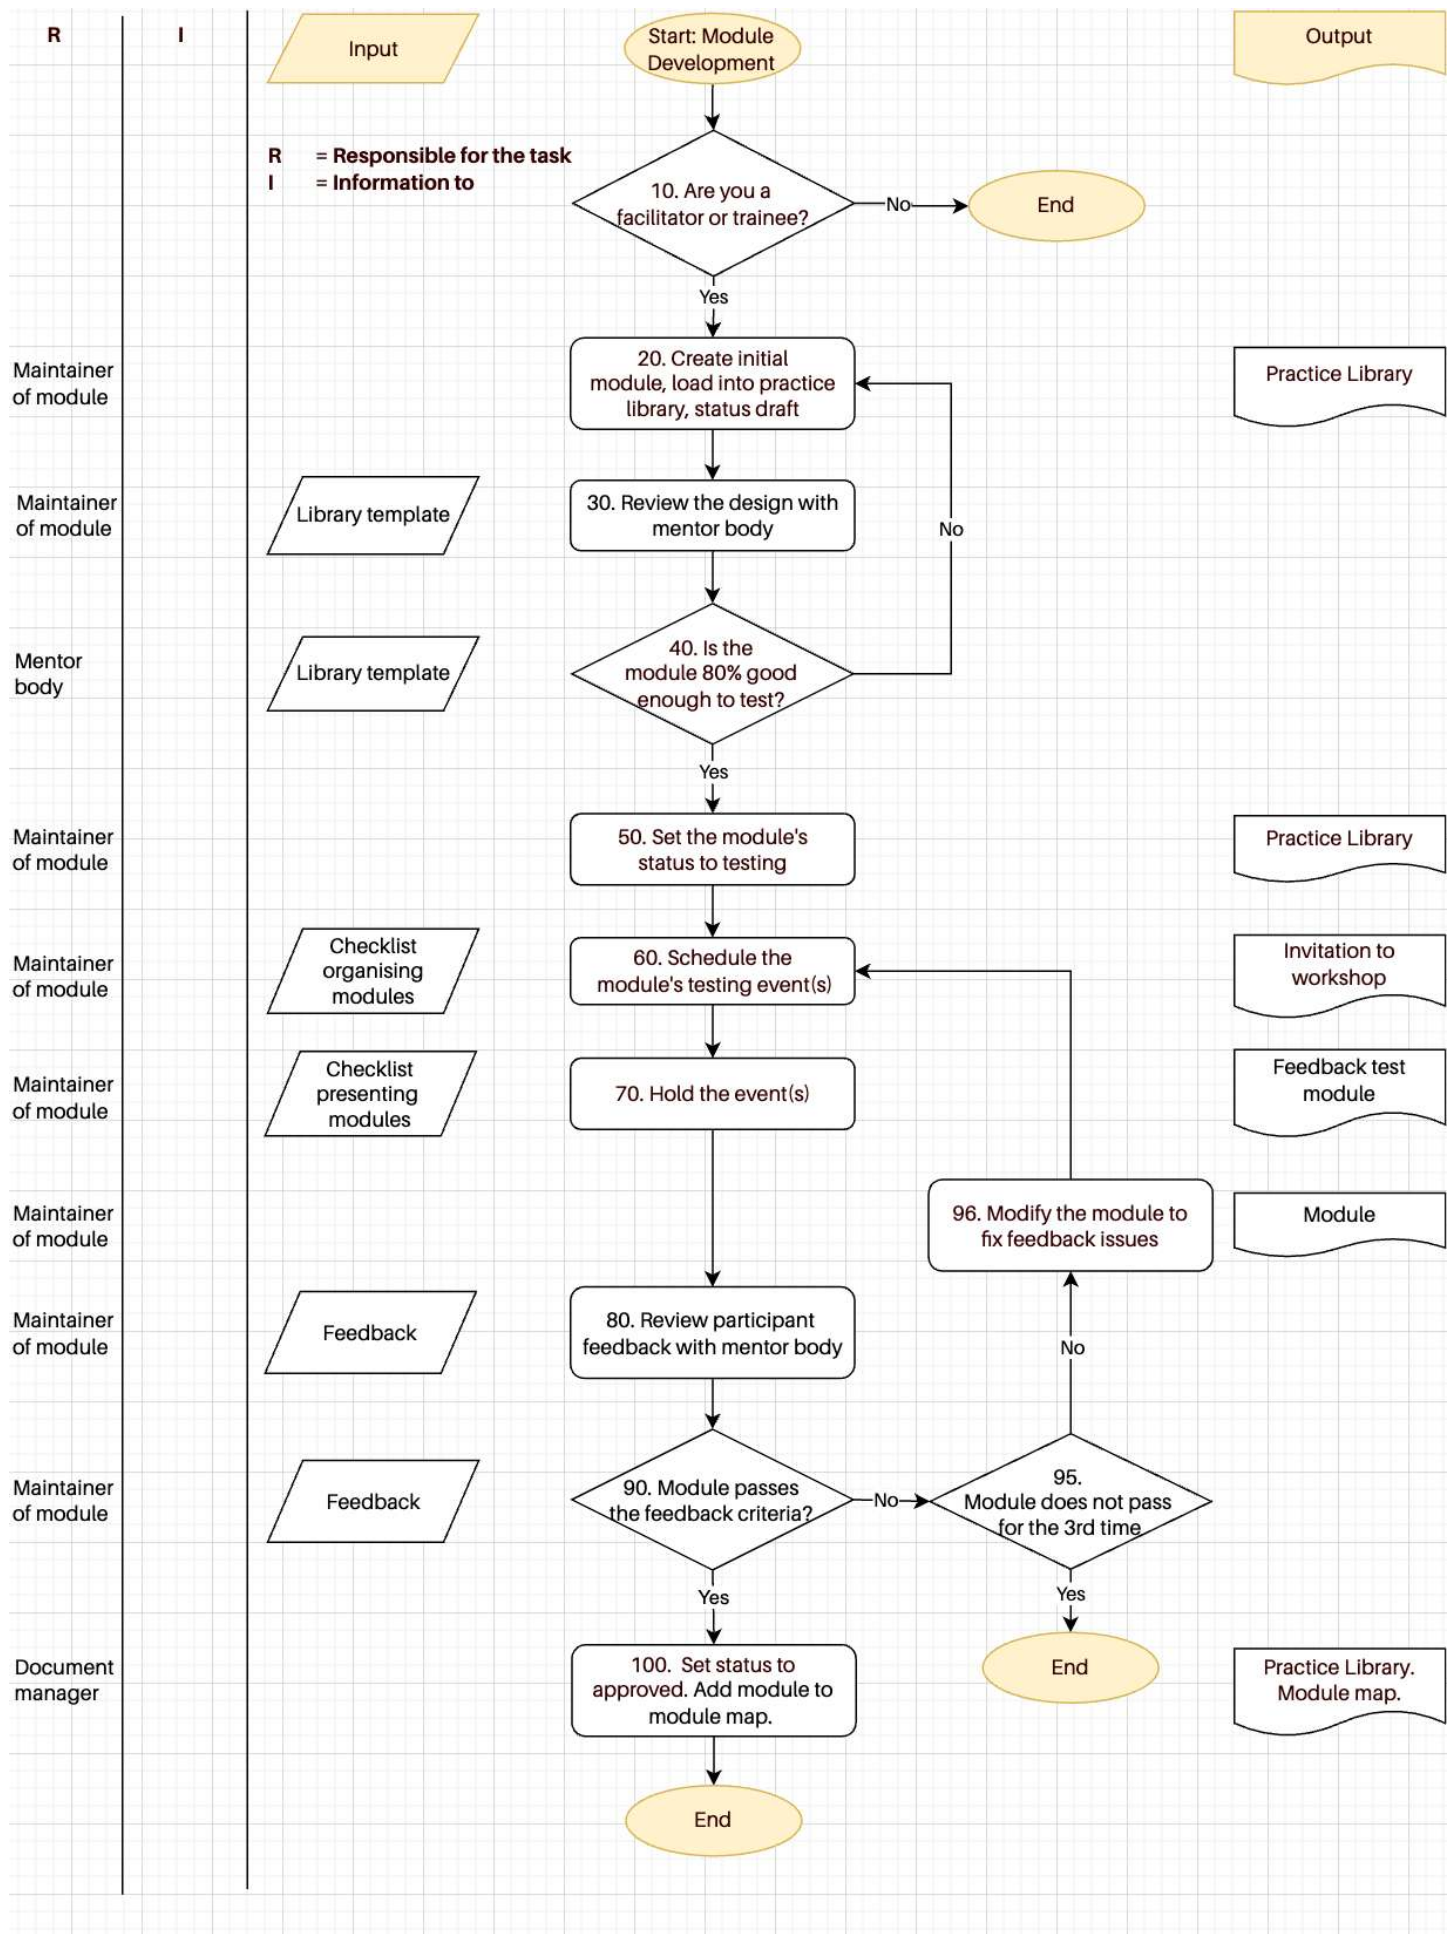 R
I
Input
Start: Module
Development
Output
R = Responsible for the task
I = Information to
10. Are you a
facilitator or trainee?
No
End
Yes
Maintainer
of module
20. Create initial
module, load into practice
library, status draft
Practice Library
Maintainer
of module
Library template
30. Review the design with
mentor body
No
Mentor
body
Library template
40. Is the
module 80% good
enough to test?
Yes
Maintainer
of module
50. Set the module's
status to testing
Practice Library
Maintainer
of module
Checklist
organising
modules
60. Schedule the
module's testing event(s)
Invitation to
workshop
Maintainer
of module
Checklist
presenting
modules
70. Hold the event(s)
Feedback test
module
Maintainer
of module
96. Modify the module to
fix feedback issues
Module
Maintainer
of module
Feedback
80. Review participant
feedback with mentor body
No
Maintainer
of module
Feedback
90. Module passes
the feedback criteria?
No
95.
Module does not pass
for the 3rd time
Yes
Yes
Document
manager
100. Set status to
approved. Add module to
module map.
End
Practice Library.
Module map.
End